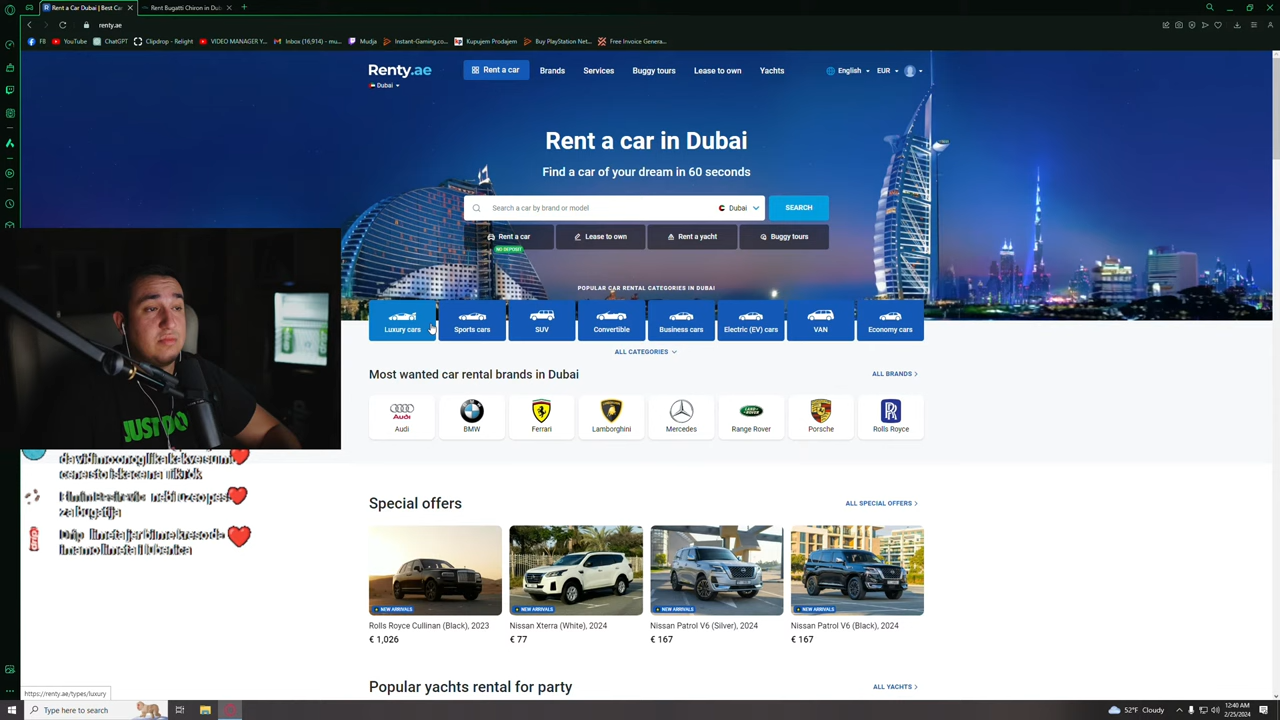 Rent a Car Dubai | Best Car
Rent Bugatti Chiron in Dub
renty.ae
FB
YouTube
ChatGPT
Clipdrop - Relight
VIDEO MANAGER Y...
Inbox (16,914) - mu...
Mudja
Instant-Gaming.co...
Kupujem Prodajem
Buy PlayStation Net...
Free Invoice Genera...
Renty.ae
Rent a car
Brands
Services
Buggy tours
Lease to own
Yachts
English
EUR
Dubai
Rent a car in Dubai
Find a car of your dream in 60 seconds
Search a car by brand or model
Dubai
SEARCH
Rent a car
Lease to own
Rent a yacht
Buggy tours
NO DEPOSIT
POPULAR CAR RENTAL CATEGORIES IN DUBAI
Luxury cars
Sports cars
SUV
Convertible
Business cars
Electric (EV) cars
VAN
Economy cars
ALL CATEGORIES
Most wanted car rental brands in Dubai
ALL BRANDS
Audi
BMW
Ferrari
Lamborghini
Mercedes
Range Rover
Porsche
Rolls Royce
JUST DO
za bugatija
Drip
Special offers
ALL SPECIAL OFFERS
NEW ARRIVALS
NEW ARRIVALS
NEW ARRIVALS
NEW ARRIVALS
Rolls Royce Cullinan (Black), 2023
Nissan Xterra (White), 2024
Nissan Patrol V6 (Silver), 2024
Nissan Patrol V6 (Black), 2024
€ 1,026
€ 77
€ 167
€ 167
Popular yachts rental for party
ALL YACHTS
https://renty.ae/types/luxury
Type here to search
52°F Cloudy
12:40 AM
2/25/2024